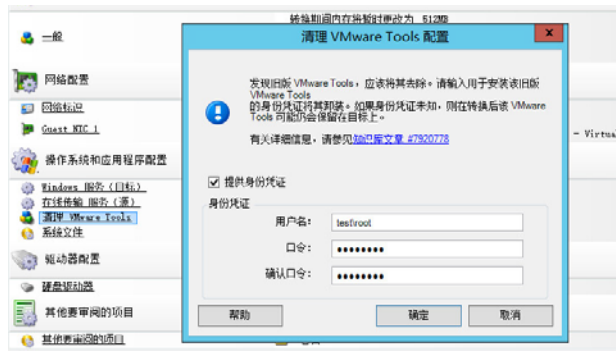 转换期间内存将暂时更改为 512MB
一般
网络配置
网络标识
Guest NIC 1
操作系统和应用程序配置
Windows 服务（目标）
在线传输 服务（源）
清理 VMware Tools
系统文件
驱动器配置
硬盘驱动器
其他要审阅的项目
其他要审阅的项目
- Virtua
清理 VMware Tools 配置
x
发现旧版 VMware Tools，应该将其去除。请输入用于安装该旧版
VMware Tools
的身份凭证将其卸装。如果身份凭证未知，则在转换后该 VMware
Tools 可能仍会保留在目标上。
有关详细信息，请参见知识库文章 #7920778
提供身份凭证
身份凭证
用户名：
test\root
口令：
●●●●●●●●
确认口令：
●●●●●●●●
帮助
确定
取消